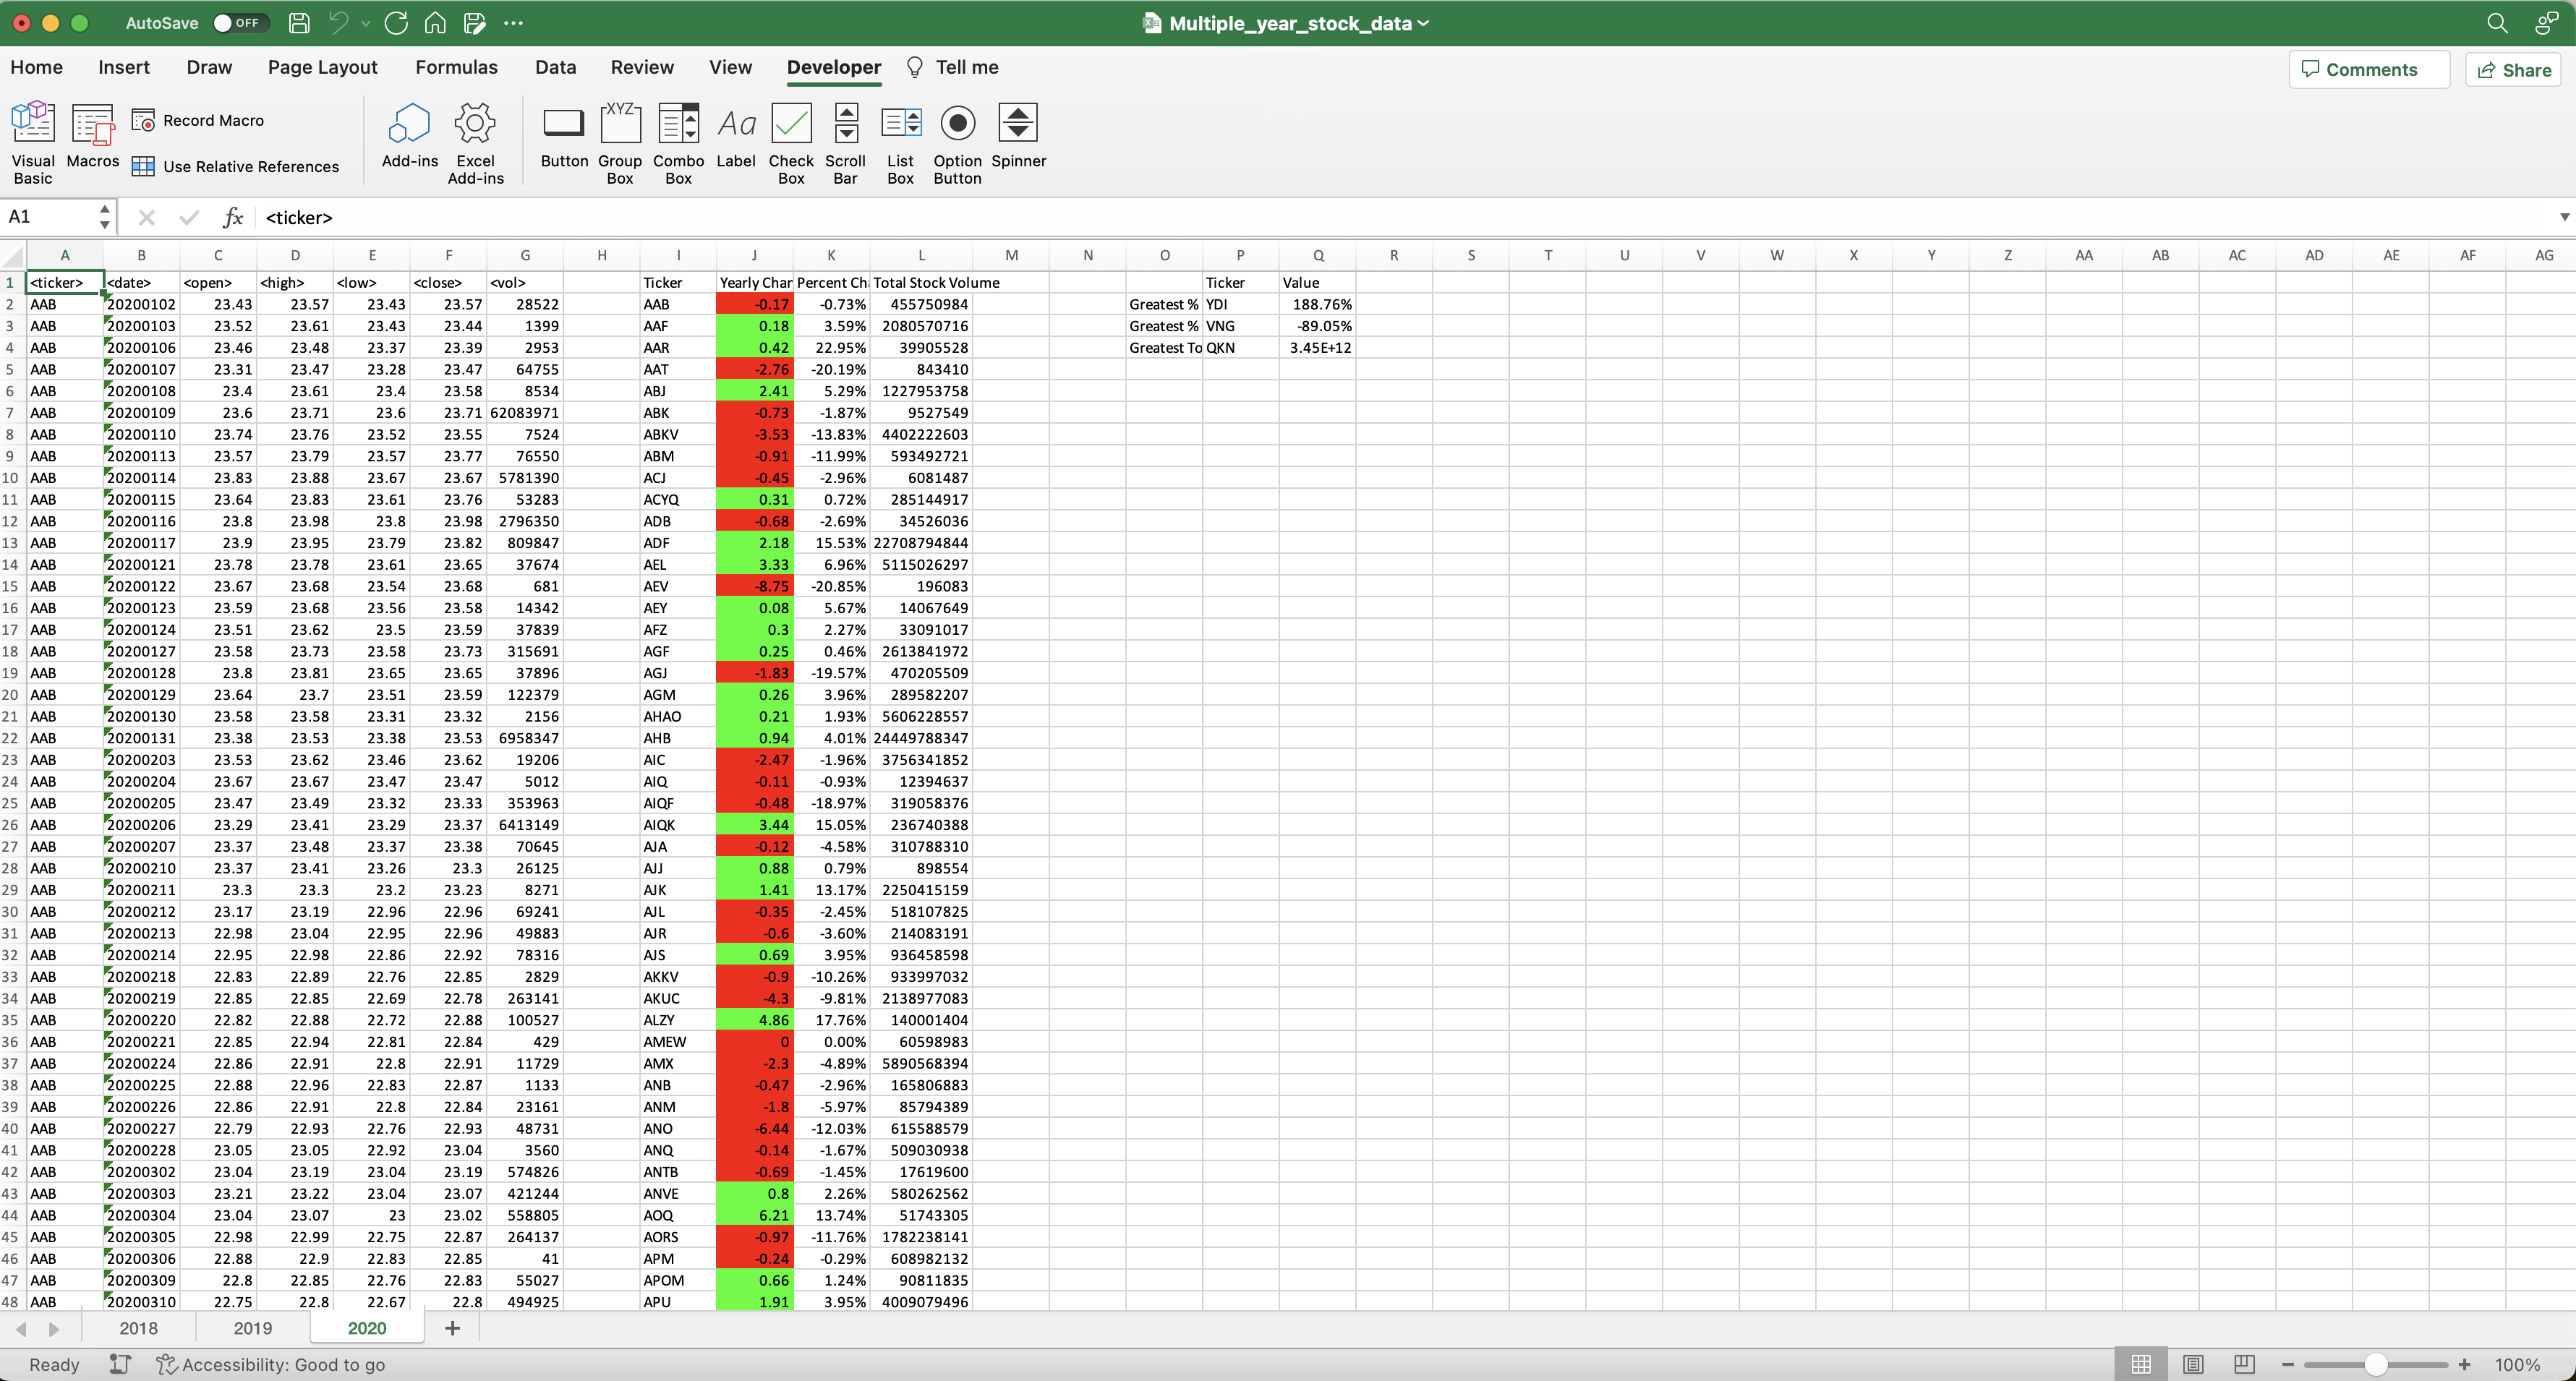 AutoSave OFF Multiple_year_stock_data
Home Insert Draw Page Layout Formulas Data Review View Developer Tell me Comments Share
Visual Basic Macros Record Macro Use Relative References Add-ins Excel Add-ins Button XYZ Group Box Combo Box Aa Label Check Box Scroll Bar List Box Option Button Spinner
A1 fx <ticker>
A B C D E F G H I J K L M N O P Q R S T U V W X Y Z AA AB AC AD AE AF AG
1 <ticker> <date> <open> <high> <low> <close> <vol> Ticker Yearly Char Percent Ch Total Stock Volume Ticker Value
2 AAB 20200102 23.43 23.57 23.43 23.57 28522 AAB -0.17 -0.73% 455750984 Greatest % YDI 188.76%
3 AAB 20200103 23.52 23.61 23.43 23.44 1399 AAF 0.18 3.59% 2080570716 Greatest % VNG -89.05%
4 AAB 20200106 23.46 23.48 23.37 23.39 2953 AAR 0.42 22.95% 39905528 Greatest To QKN 3.45E+12
5 AAB 20200107 23.31 23.47 23.28 23.47 64755 AAT -2.76 -20.19% 843410
6 AAB 20200108 23.4 23.61 23.4 23.58 8534 ABJ 2.41 5.29% 1227953758
7 AAB 20200109 23.6 23.71 23.6 23.71 62083971 ABK -0.73 -1.87% 9527549
8 AAB 20200110 23.74 23.76 23.52 23.55 7524 ABKV -3.53 -13.83% 4402222603
9 AAB 20200113 23.57 23.79 23.57 23.77 76550 ABM -0.91 -11.99% 593492721
10 AAB 20200114 23.83 23.88 23.67 23.67 5781390 ACJ -0.45 -2.96% 6081487
11 AAB 20200115 23.64 23.83 23.61 23.76 53283 ACYQ 0.31 0.72% 285144917
12 AAB 20200116 23.8 23.98 23.8 23.98 2796350 ADB -0.68 -2.69% 34526036
13 AAB 20200117 23.9 23.95 23.79 23.82 809847 ADF 2.18 15.53% 22708794844
14 AAB 20200121 23.78 23.78 23.61 23.65 37674 AEL 3.33 6.96% 5115026297
15 AAB 20200122 23.67 23.68 23.54 23.68 681 AEV -8.75 -20.85% 196083
16 AAB 20200123 23.59 23.68 23.56 23.58 14342 AEY 0.08 5.67% 14067649
17 AAB 20200124 23.51 23.62 23.5 23.59 37839 AFZ 0.3 2.27% 33091017
18 AAB 20200127 23.58 23.73 23.58 23.73 315691 AGF 0.25 0.46% 2613841972
19 AAB 20200128 23.8 23.81 23.65 23.65 37896 AGJ -1.83 -19.57% 470205509
20 AAB 20200129 23.64 23.7 23.51 23.59 122379 AGM 0.26 3.96% 289582207
21 AAB 20200130 23.58 23.58 23.31 23.32 2156 AHAO 0.21 1.93% 5606228557
22 AAB 20200131 23.38 23.53 23.38 23.53 6958347 AHB 0.94 4.01% 24449788347
23 AAB 20200203 23.53 23.62 23.46 23.62 19206 AIC -2.47 -1.96% 3756341852
24 AAB 20200204 23.67 23.67 23.47 23.47 5012 AIQ -0.11 -0.93% 12394637
25 AAB 20200205 23.47 23.49 23.32 23.33 353963 AIQF -0.48 -18.97% 319058376
26 AAB 20200206 23.29 23.41 23.29 23.37 6413149 AIQK 3.44 15.05% 236740388
27 AAB 20200207 23.37 23.48 23.37 23.38 70645 AJA -0.12 -4.58% 310788310
28 AAB 20200210 23.37 23.41 23.26 23.3 26125 AJJ 0.88 0.79% 898554
29 AAB 20200211 23.3 23.3 23.2 23.23 8271 AJK 1.41 13.17% 2250415159
30 AAB 20200212 23.17 23.19 22.96 22.96 69241 AJL -0.35 -2.45% 518107825
31 AAB 20200213 22.98 23.04 22.95 22.96 49883 AJR -0.6 -3.60% 214083191
32 AAB 20200214 22.95 22.98 22.86 22.92 78316 AJS 0.69 3.95% 936458598
33 AAB 20200218 22.83 22.89 22.76 22.85 2829 AKKV -0.9 -10.26% 933997032
34 AAB 20200219 22.85 22.85 22.69 22.78 263141 AKUC -4.3 -9.81% 2138977083
35 AAB 20200220 22.82 22.88 22.72 22.88 100527 ALZY 4.86 17.76% 140001404
36 AAB 20200221 22.85 22.94 22.81 22.84 429 AMEW 0 0.00% 60598983
37 AAB 20200224 22.86 22.91 22.8 22.91 11729 AMX -2.3 -4.89% 5890568394
38 AAB 20200225 22.88 22.96 22.83 22.87 1133 ANB -0.47 -2.96% 165806883
39 AAB 20200226 22.86 22.91 22.8 22.84 23161 ANM -1.8 -5.97% 85794389
40 AAB 20200227 22.79 22.93 22.76 22.93 48731 ANO -6.44 -12.03% 615588579
41 AAB 20200228 23.05 23.05 22.92 23.04 3560 ANQ -0.14 -1.67% 509030938
42 AAB 20200302 23.04 23.19 23.04 23.19 574826 ANTB -0.69 -1.45% 17619600
43 AAB 20200303 23.21 23.22 23.04 23.07 421244 ANVE 0.8 2.26% 580262562
44 AAB 20200304 23.04 23.07 23 23.02 558805 AOQ 6.21 13.74% 51743305
45 AAB 20200305 22.98 22.99 22.75 22.87 264137 AORS -0.97 -11.76% 1782238141
46 AAB 20200306 22.88 22.9 22.83 22.85 41 APM -0.24 -0.29% 608982132
47 AAB 20200309 22.8 22.85 22.76 22.83 55027 APOM 0.66 1.24% 90811835
48 AAB 20200310 22.75 22.8 22.67 22.8 494925 APU 1.91 3.95% 4009079496
2018 2019 2020 +
Ready Accessibility: Good to go 100%